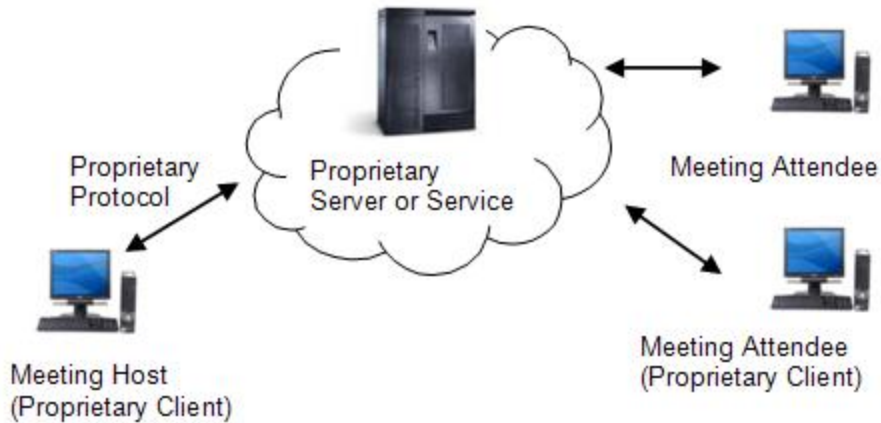 Proprietary
Protocol
Proprietary
Server or Service
Meeting Attendee
Meeting Host
(Proprietary Client)
Meeting Attendee
(Proprietary Client)